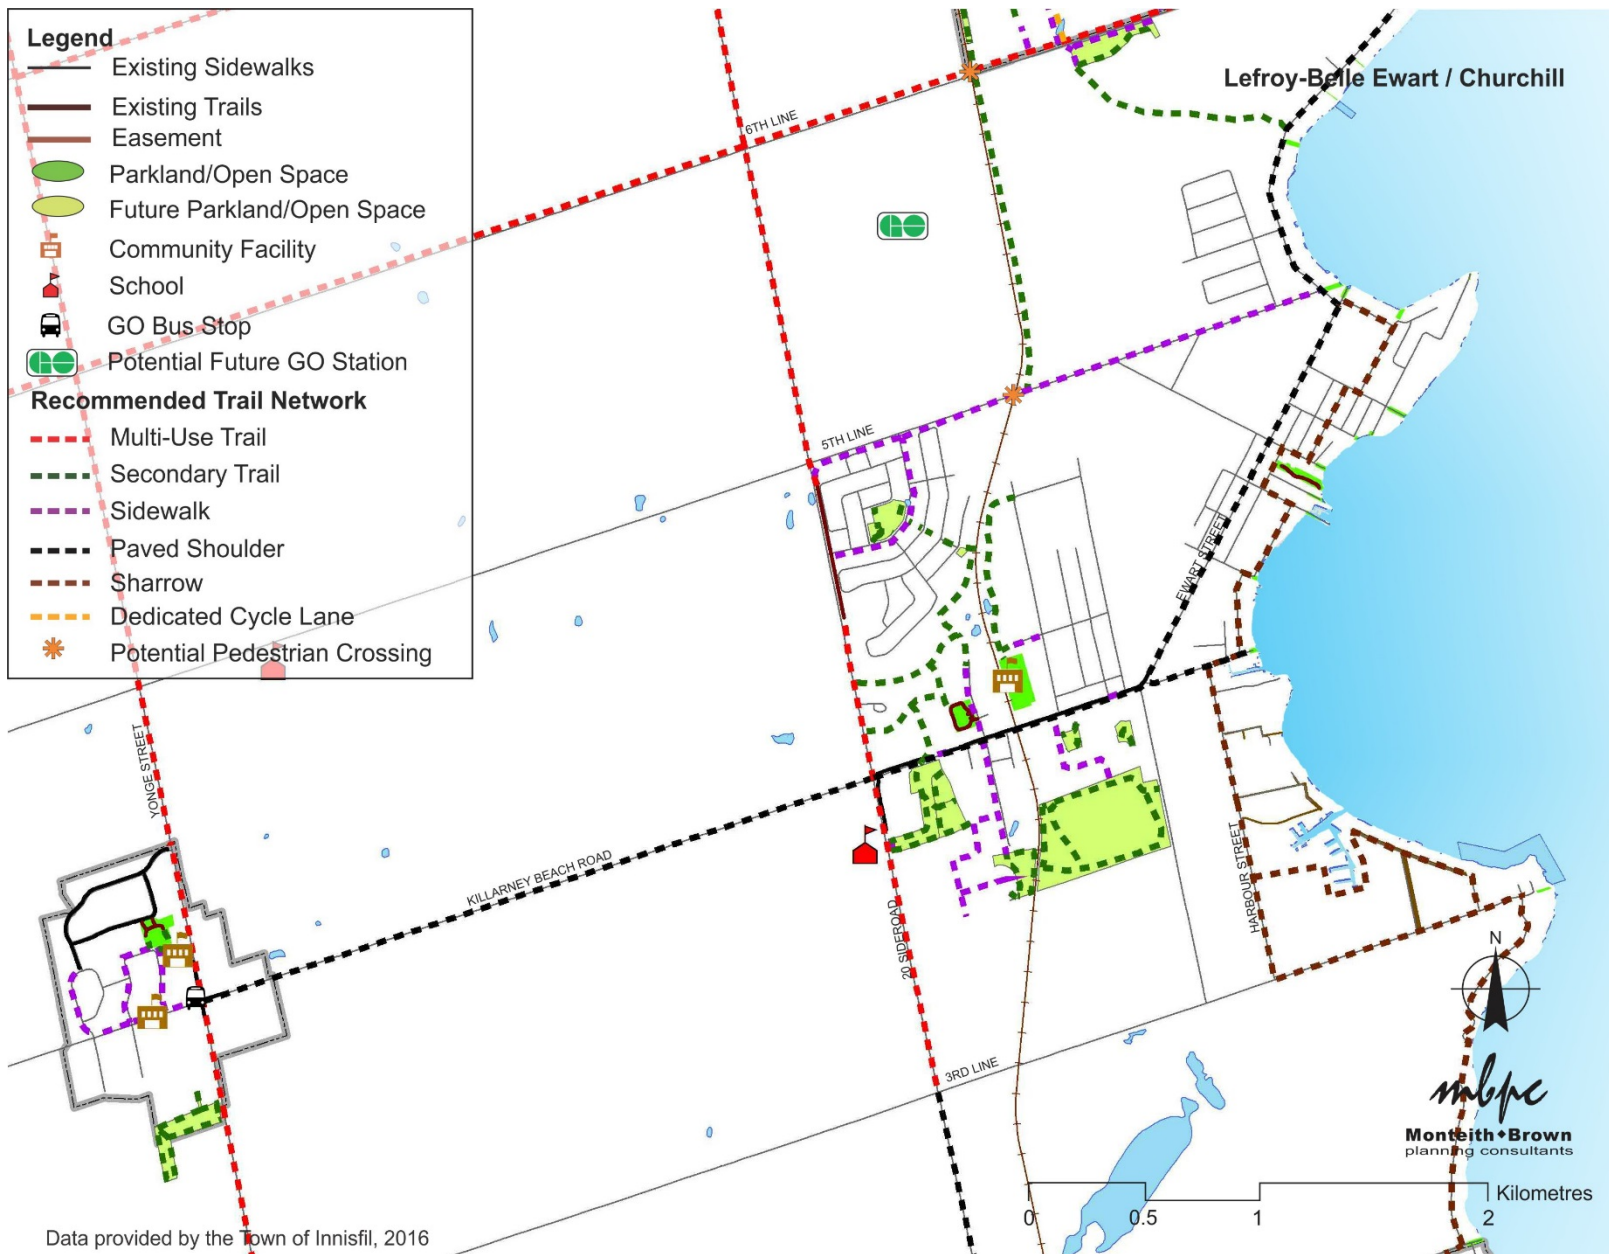 Legend
Existing Sidewalks
Existing Trails
Easement
Parkland/Open Space
Future Parkland/Open Space
Community Facility
School
GO Bus Stop
GO
Potential Future GO Station
Recommended Trail Network
Multi-Use Trail
Secondary Trail
Sidewalk
Paved Shoulder
Sharrow
Dedicated Cycle Lane
Potential Pedestrian Crossing
Lefroy-Belle Ewart / Churchill
6TH LINE
GO
5TH LINE
EWART STREET
YONGE STREET
KILLARNEY BEACH ROAD
HARBOUR STREET
20 SIDEROAD
3RD LINE
N
mbpc
Monteith♦Brown
planning consultants
Kilometres
0 0.5 1 2
Data provided by the Town of Innisfil, 2016